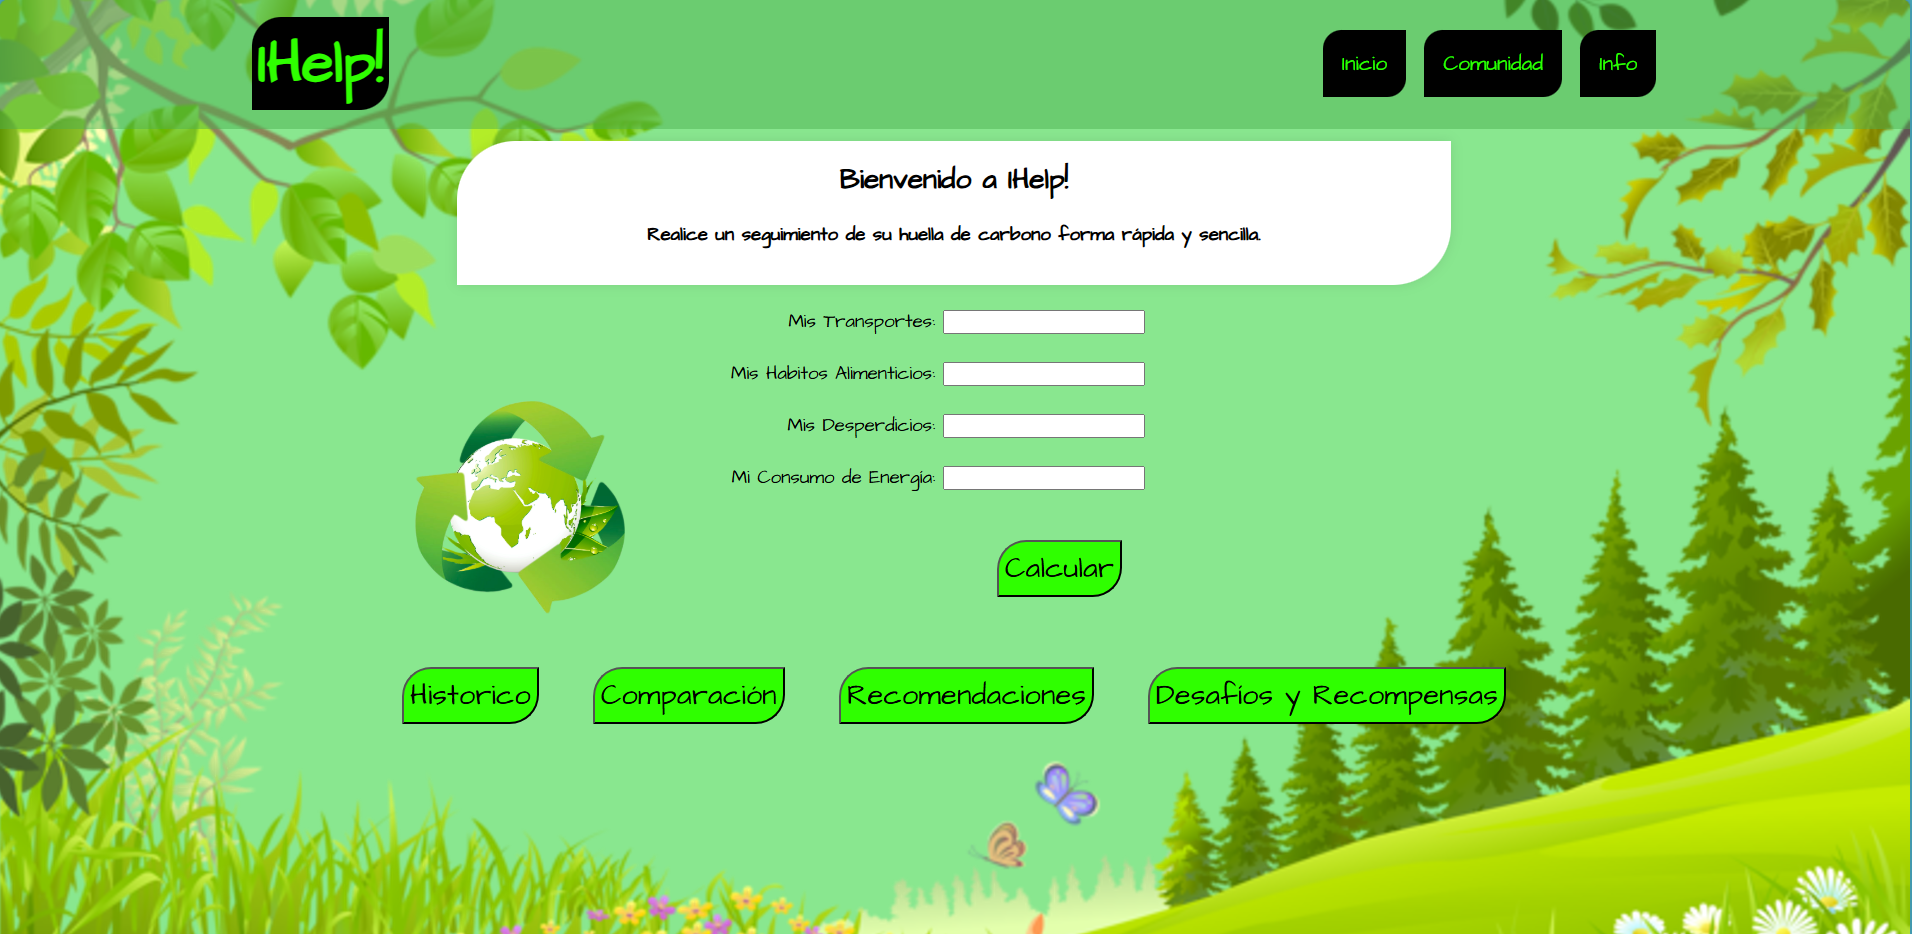 IHelp!
Inicio
Comunidad
Info
Bienvenido a IHelp!
Realice un seguimiento de su huella de carbono forma rápida y sencilla.
Mis Transportes:
Mis Habitos Alimenticios:
Mis Desperdicios:
Mi Consumo de Energía:
Calcular
Historico
Comparación
Recomendaciones
Desafíos y Recompensas